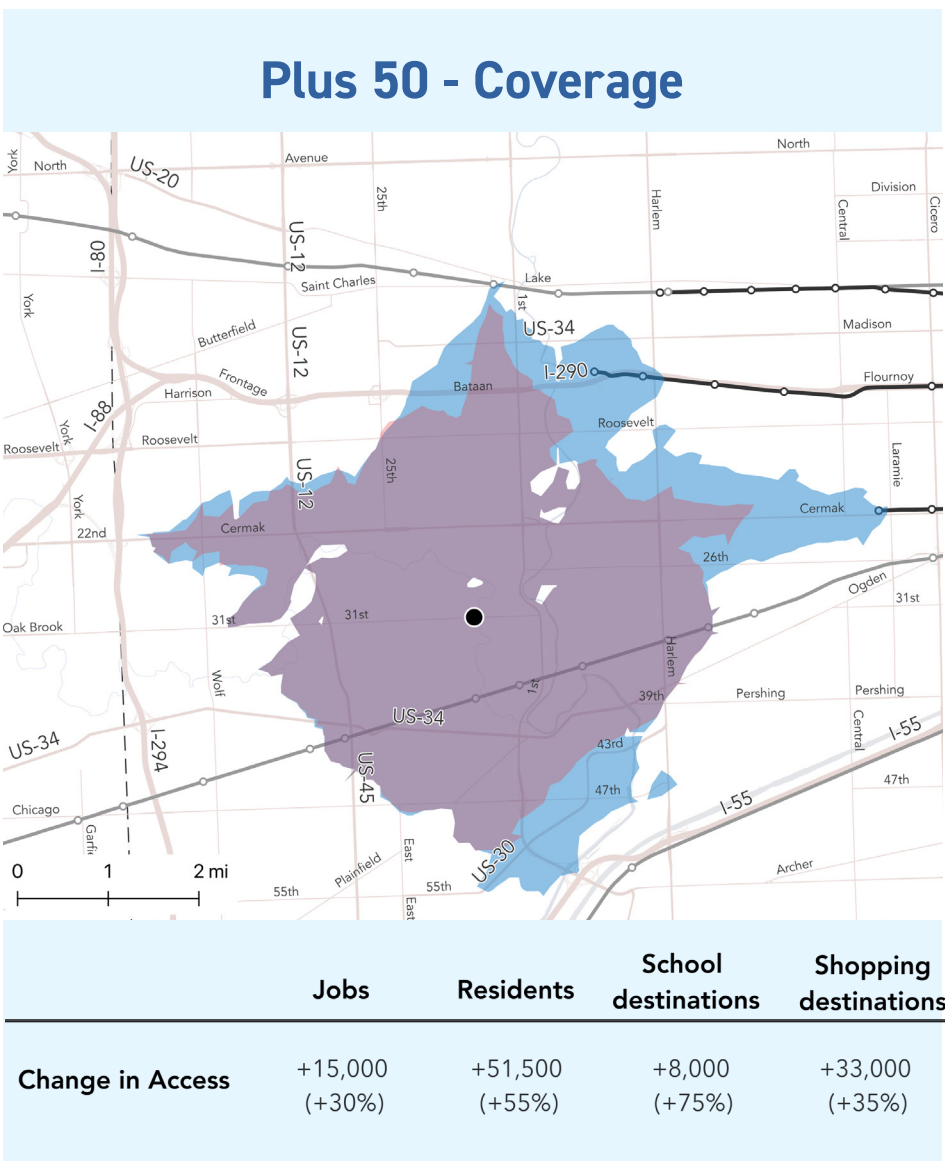 Plus 50 - Coverage
North
York
North
Avenue
US-20
25th
Division
Harlem
Central
Cicero
US-12
I-80
Saint Charles
Lake
1st
York
Butterfield
US-12
US-34
Madison
I-290
Frontage
Harrison
Bataan
Flournoy
I-88
York
Roosevelt
Roosevelt
Roosevelt
25th
US-12
Laramie
York
22nd
Cermak
Cermak
26th
Ogden
31st
Oak Brook
31st
31st
Wolf
1st
Harlem
39th
Pershing
Pershing
US-34
US-34
I-294
43rd
Central
I-55
US-45
47th
47th
I-55
Chicago
Garfi
East
Plainfield
US-30
Archer
0 1 2 mi
55th
55th
East
Jobs
Residents
School
destinations
Shopping
destinations
Change in Access
+15,000
(+30%)
+51,500
(+55%)
+8,000
(+75%)
+33,000
(+35%)